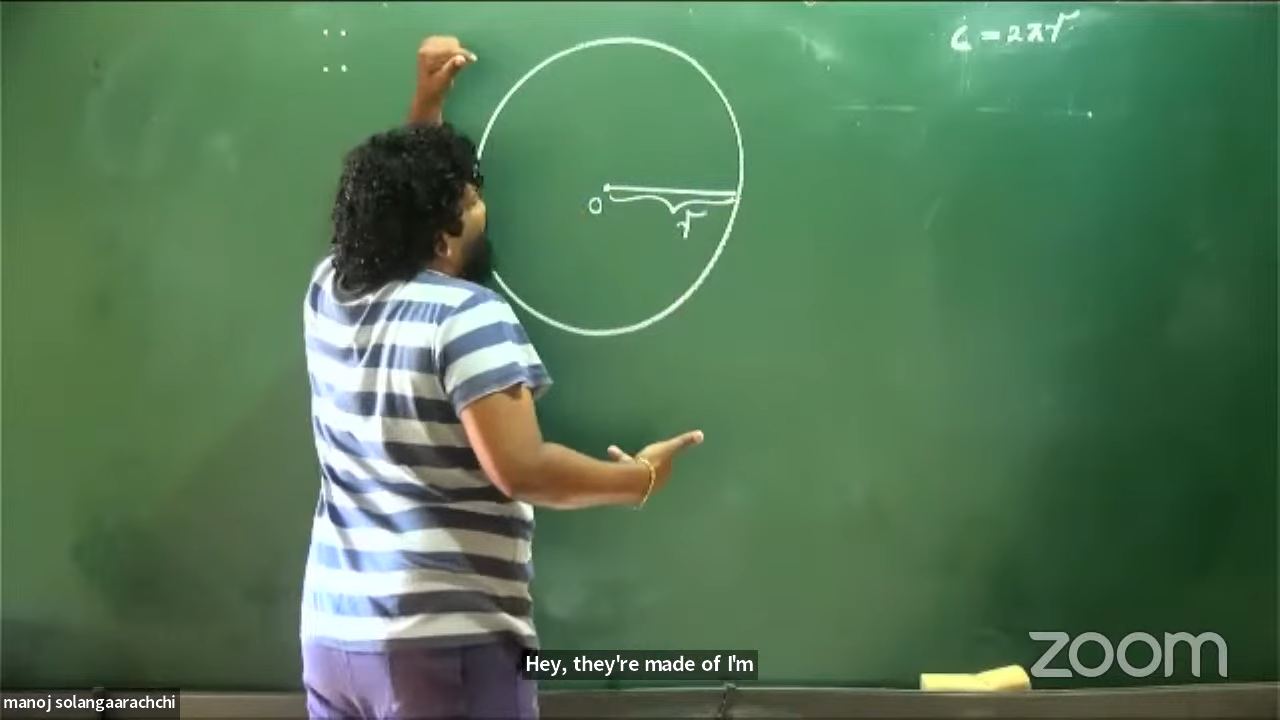 C = 2πr
O
r
Hey, they're made of I'm
zoom
manoj solangaarachchi